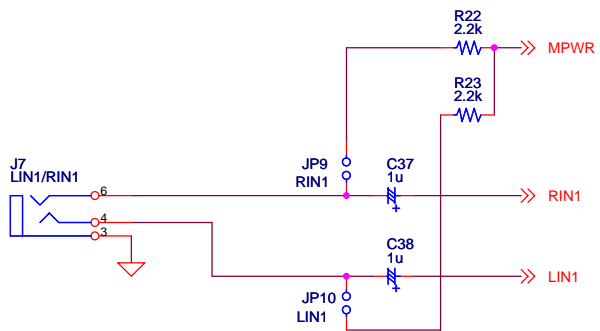 R22
2.2k
MPWR
R23
2.2k
J7
LIN1/RIN1
JP9
RIN1
C37
1u
+
RIN1
6
4
3
C38
1u
+
LIN1
JP10
LIN1